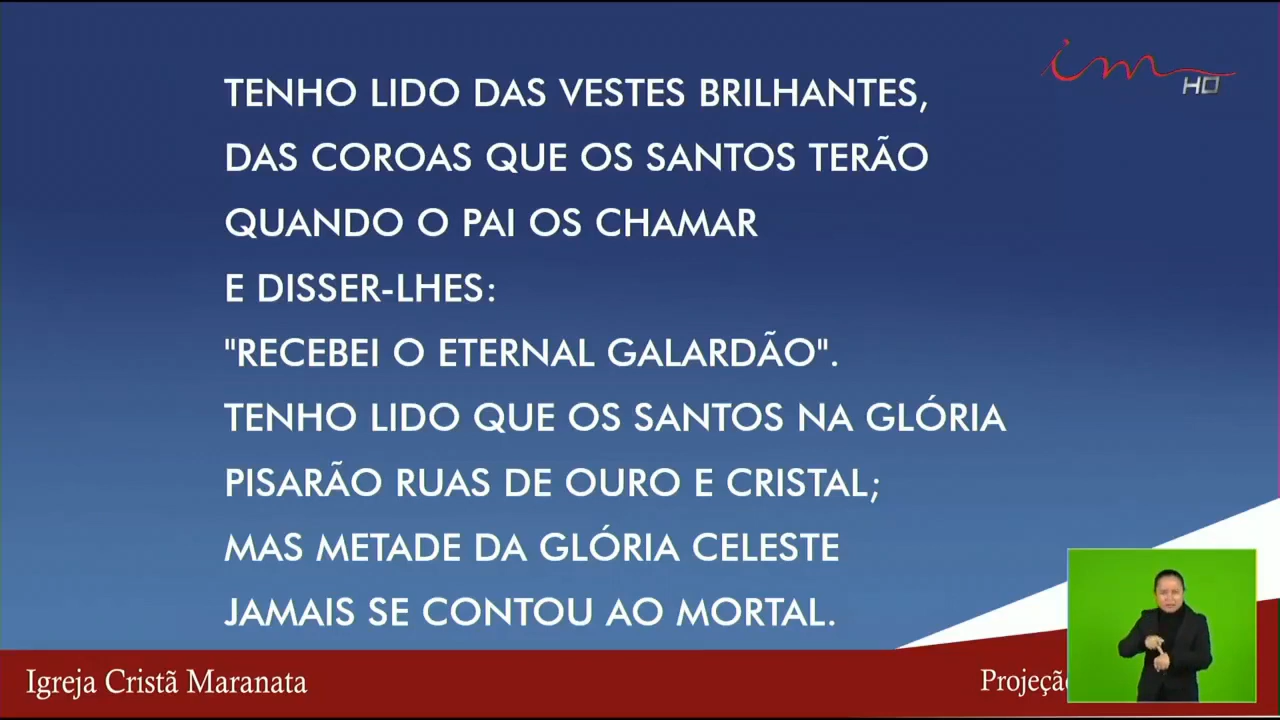 im
HD
TENHO LIDO DAS VESTES BRILHANTES,
DAS COROAS QUE OS SANTOS TERÃO
QUANDO O PAI OS CHAMAR
E DISSER-LHES:
"RECEBEI O ETERNAL GALARDÃO".
TENHO LIDO QUE OS SANTOS NA GLÓRIA
PISARÃO RUAS DE OURO E CRISTAL;
MAS METADE DA GLÓRIA CELESTE
JAMAIS SE CONTOU AO MORTAL.
Igreja Cristã Maranata
Projeção